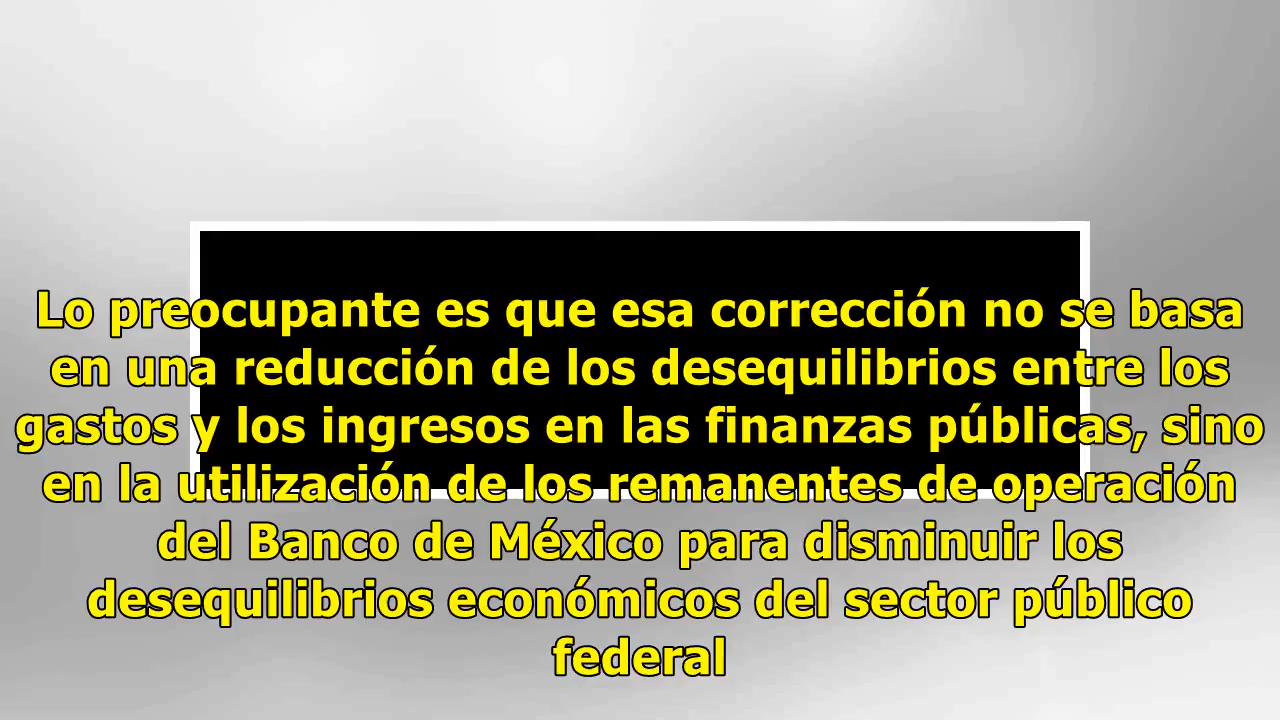 Lo preocupante es que esa corrección no se basa
en una reducción de los desequilibrios entre los
gastos y los ingresos en las finanzas públicas, sino
en la utilización de los remanentes de operación
del Banco de México para disminuir los
desequilibrios económicos del sector público
federal